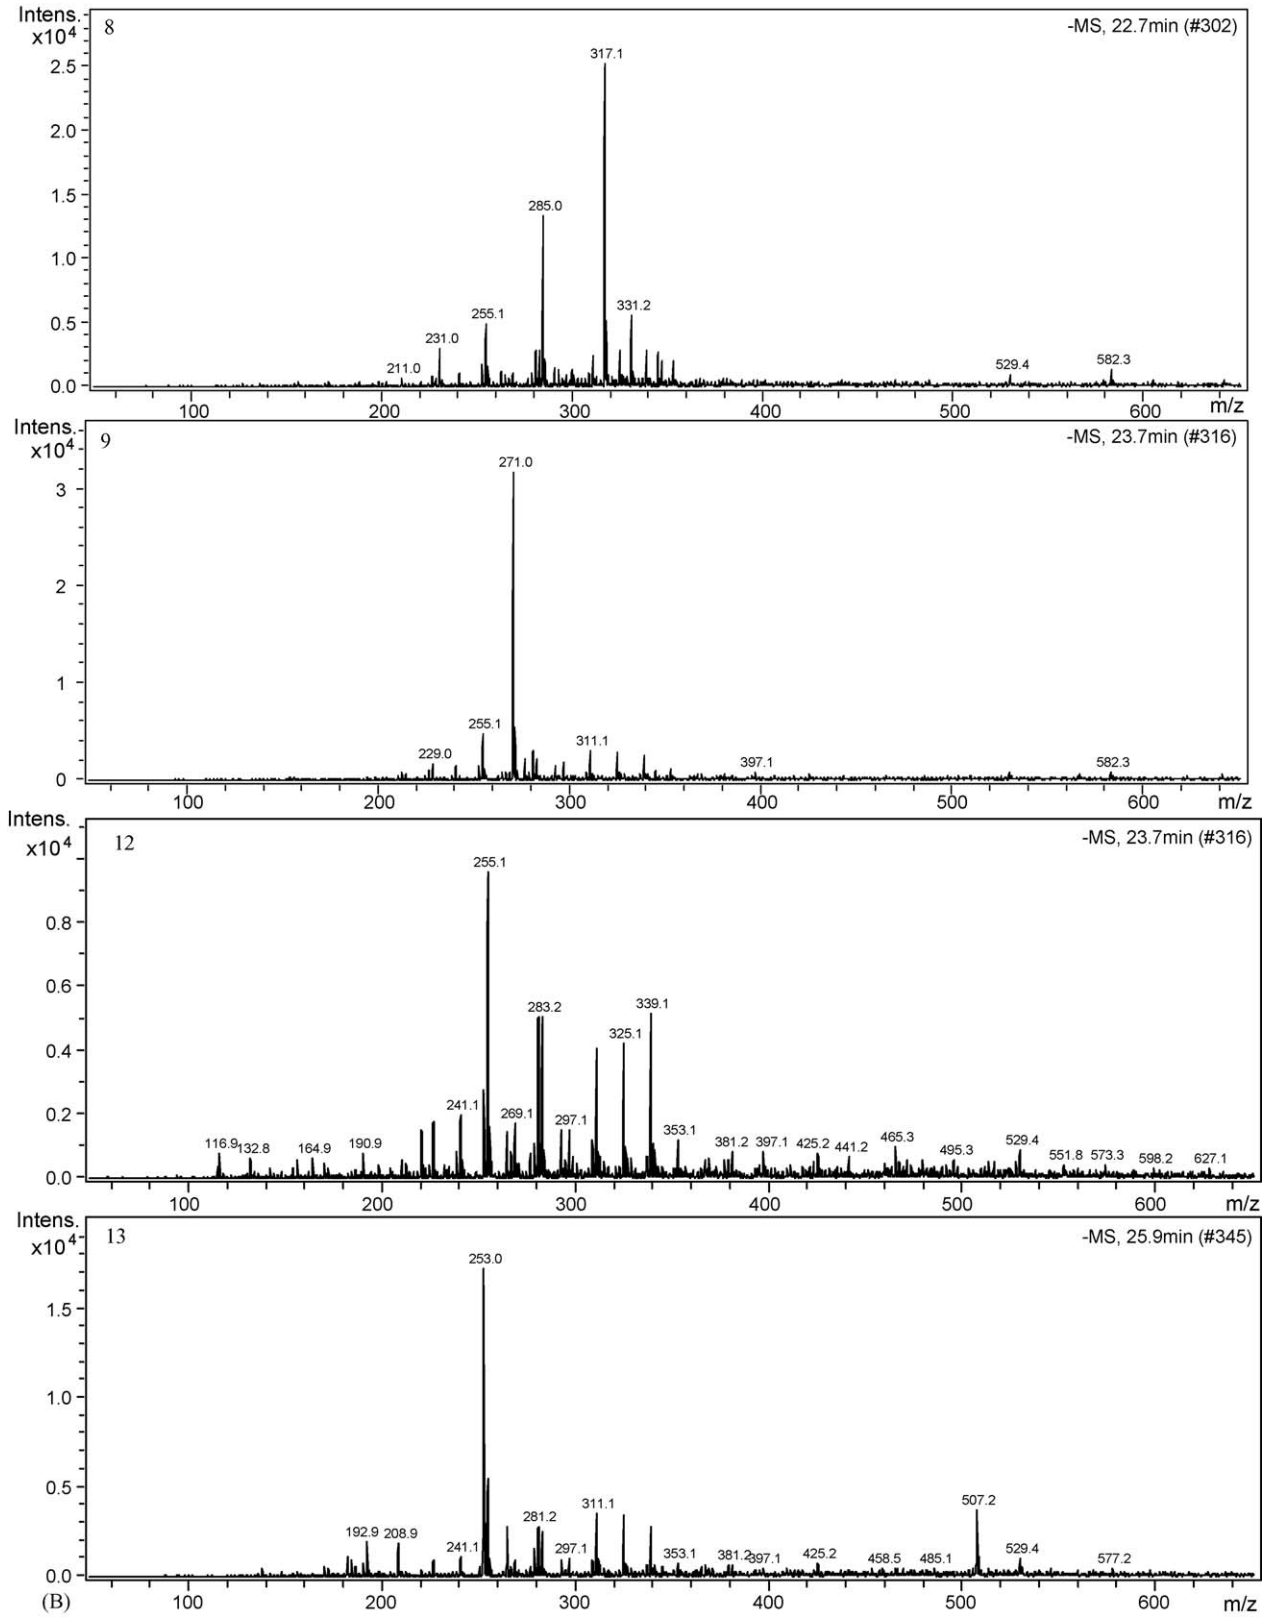 Intens.
x10⁴
8
-MS, 22.7min (#302)
317.1
2.5
2.0
1.5
285.0
1.0
331.2
255.1
0.5
231.0
211.0
529.4
582.3
0.0
100 200 300 400 500 600 m/z
Intens.
x10⁴
9
-MS, 23.7min (#316)
271.0
3
2
1
255.1
229.0
311.1
397.1
582.3
0
100 200 300 400 500 600 m/z
Intens.
x10⁴
12
-MS, 23.7min (#316)
255.1
0.8
0.6
283.2
339.1
0.4
325.1
0.2
241.1
269.1
297.1
116.9 132.8 164.9 190.9
353.1 381.2 397.1 425.2 441.2 465.3 495.3 529.4 551.8 573.3 598.2 627.1
0.0
100 200 300 400 500 600 m/z
Intens.
x10⁴
13
-MS, 25.9min (#345)
253.0
1.5
1.0
0.5
507.2
311.1
281.2
192.9 208.9
241.1 297.1 353.1 381.2 397.1 425.2 458.5 485.1 529.4 577.2
0.0
100 200 300 400 500 600 m/z
(B)